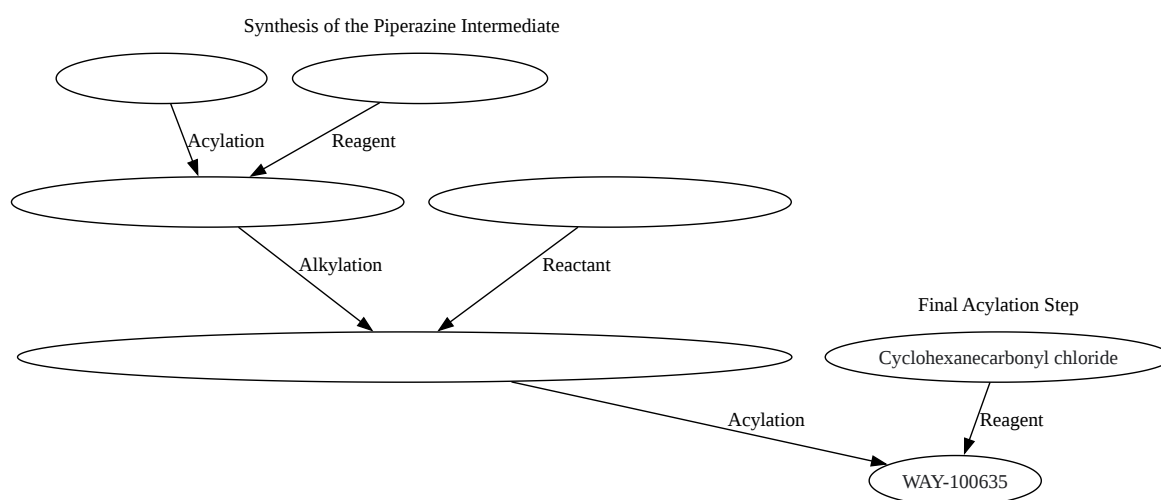 Synthesis of the Piperazine Intermediate
Acylation
Reagent
Alkylation
Reactant
Final Acylation Step
Cyclohexanecarbonyl chloride
Acylation
Reagent
WAY-100635